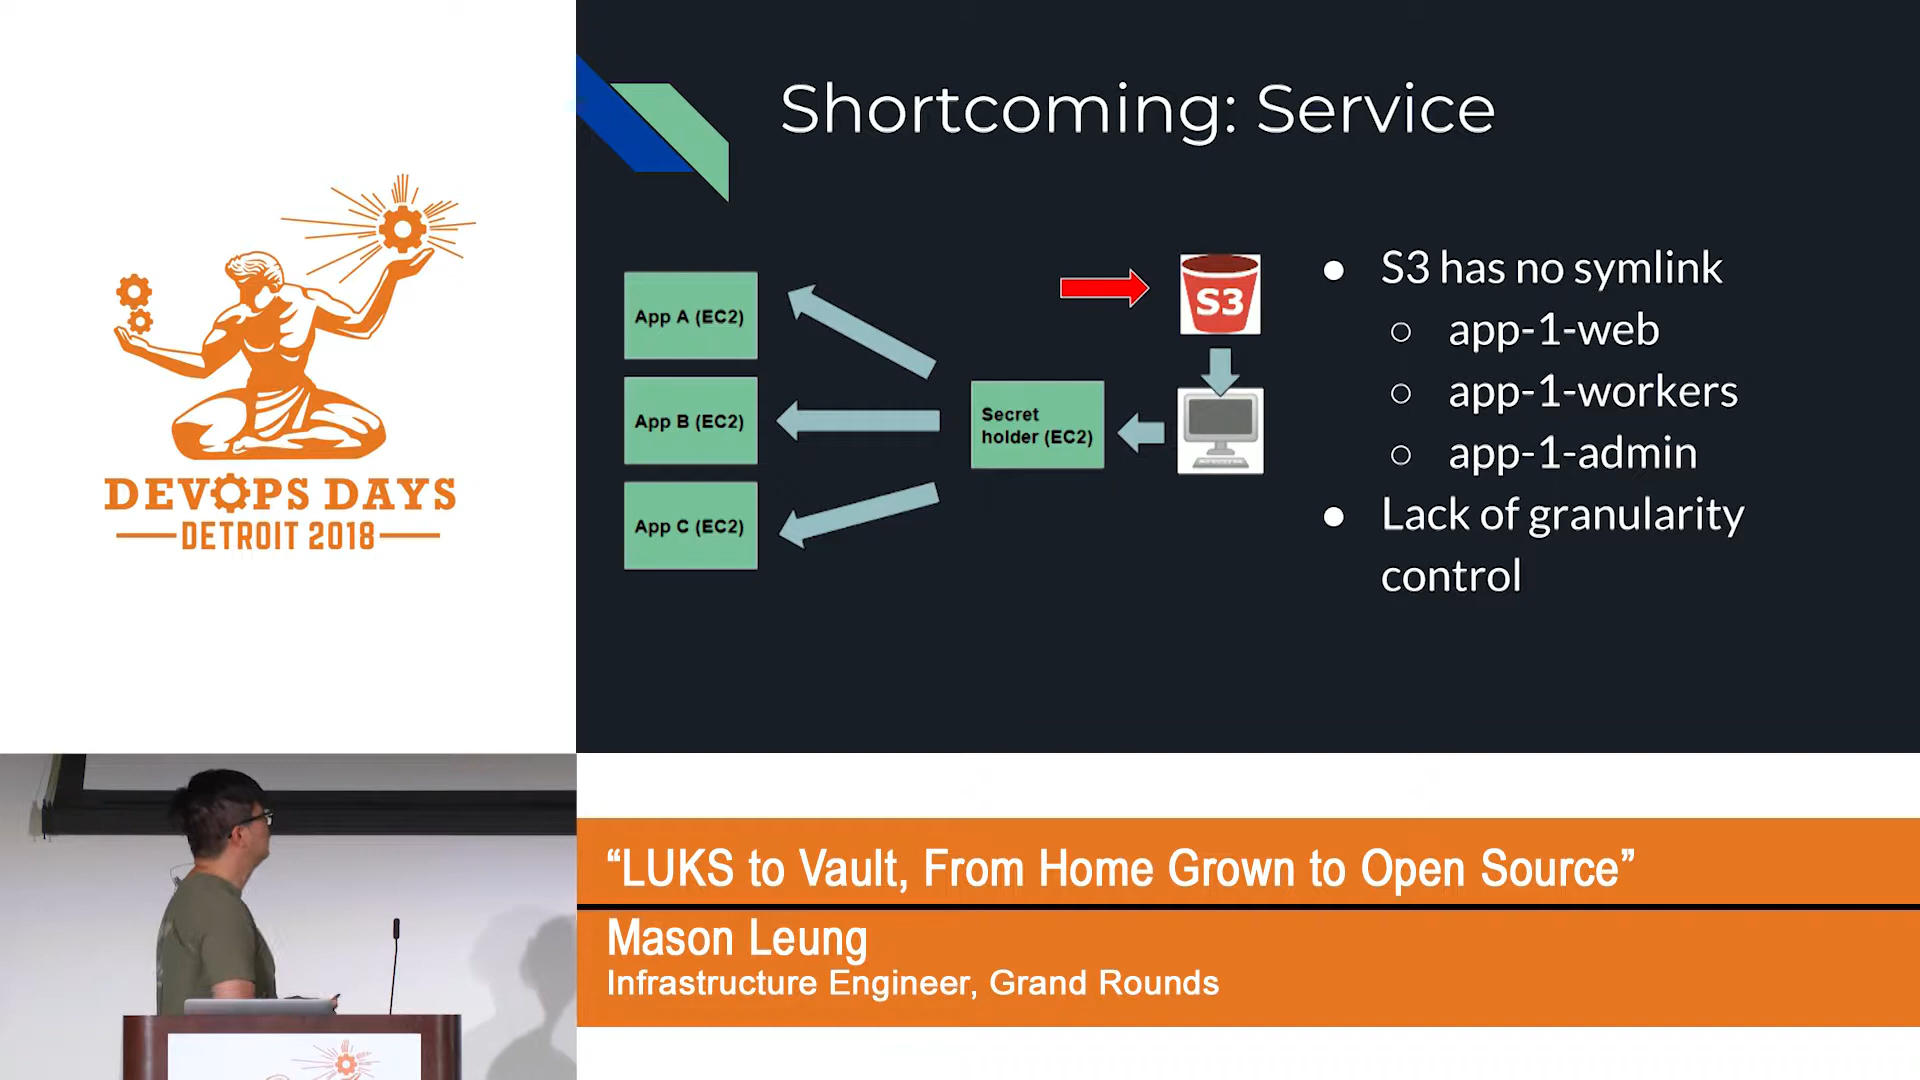 DEVOPS DAYS
DETROIT 2018
Shortcoming: Service
App A (EC2)
App B (EC2)
App C (EC2)
Secret
holder (EC2)
S3
● S3 has no symlink
○ app-1-web
○ app-1-workers
○ app-1-admin
● Lack of granularity
control
“LUKS to Vault, From Home Grown to Open Source”
Mason Leung
Infrastructure Engineer, Grand Rounds